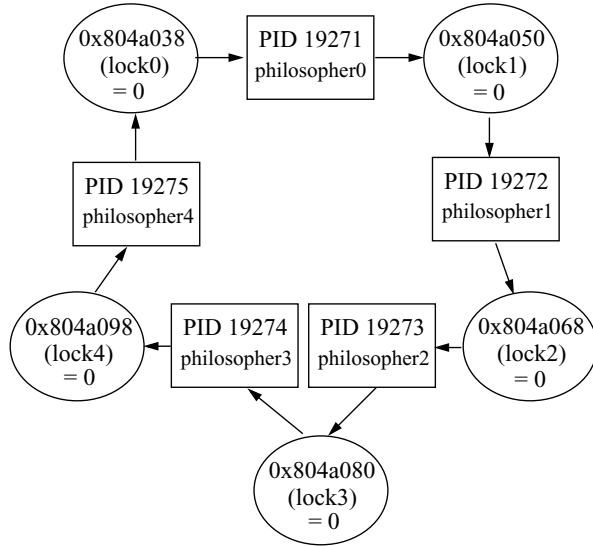 0x804a038
(lock0)
= 0
PID 19271
philosopher0
0x804a050
(lock1)
= 0
PID 19275
philosopher4
PID 19272
philosopher1
0x804a098
(lock4)
= 0
PID 19274
philosopher3
PID 19273
philosopher2
0x804a068
(lock2)
= 0
0x804a080
(lock3)
= 0